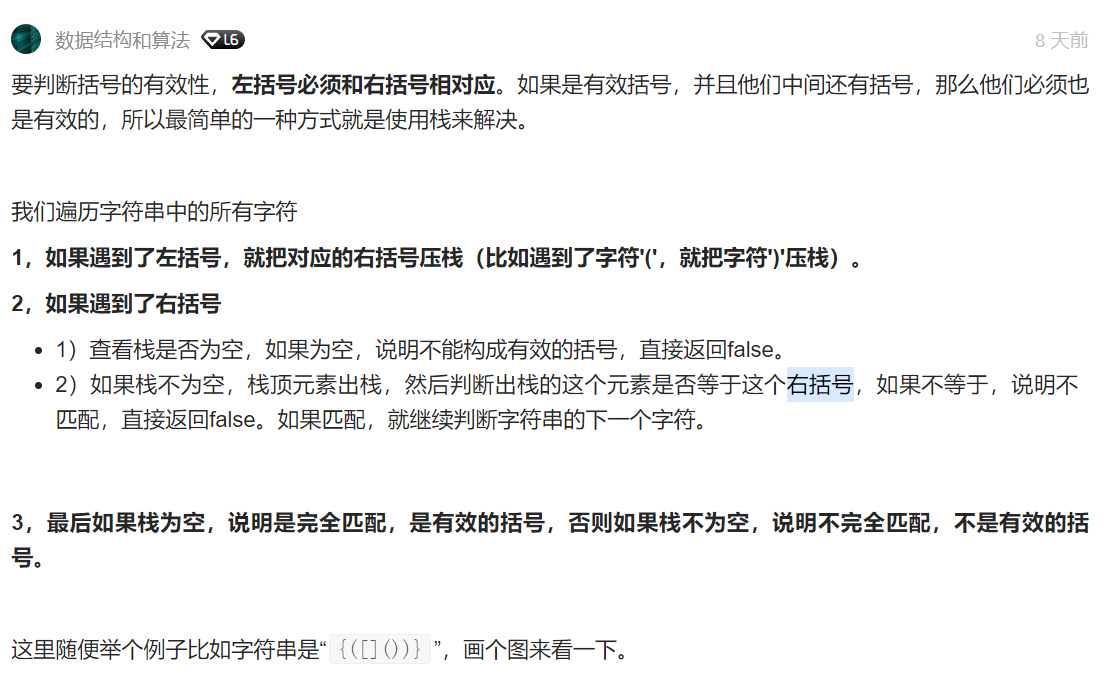 数据结构和算法 L6 8 天前
要判断括号的有效性，左括号必须和右括号相对应。如果是有效括号，并且他们中间还有括号，那么他们必须也
是有效的，所以最简单的一种方式就是使用栈来解决。
我们遍历字符串中的所有字符
1，如果遇到了左括号，就把对应的右括号压栈（比如遇到了字符'('，就把字符')'压栈）。
2，如果遇到了右括号
• 1）查看栈是否为空，如果为空，说明不能构成有效的括号，直接返回false。
• 2）如果栈不为空，栈顶元素出栈，然后判断出栈的这个元素是否等于这个右括号，如果不等于，说明不
匹配，直接返回false。如果匹配，就继续判断字符串的下一个字符。
3，最后如果栈为空，说明是完全匹配，是有效的括号，否则如果栈不为空，说明不完全匹配，不是有效的括
号。
这里随便举个例子比如字符串是“{([]())}”，画个图来看一下。